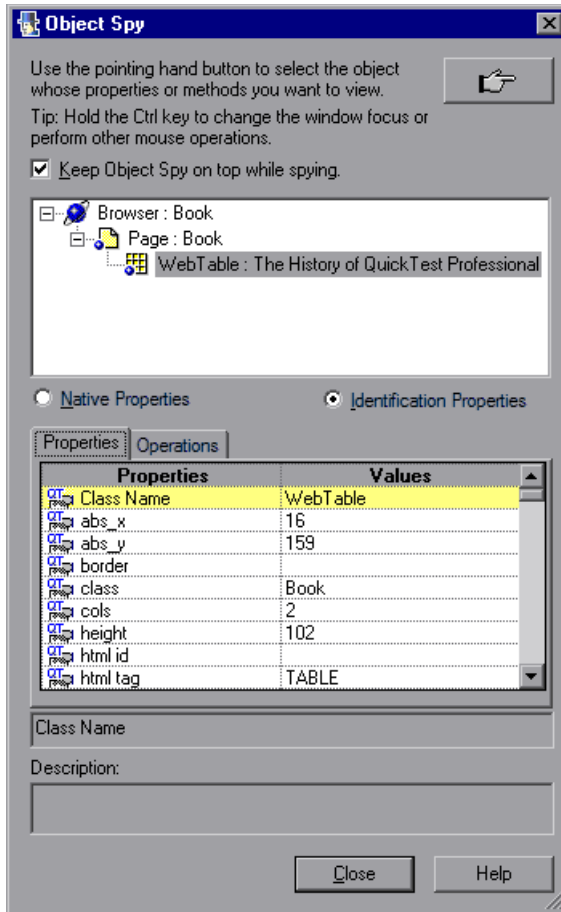 Object Spy
Use the pointing hand button to select the object
whose properties or methods you want to view.
Tip: Hold the Ctrl key to change the window focus or
perform other mouse operations.
Keep Object Spy on top while spying.
Browser : Book
Page : Book
WebTable : The History of QuickTest Professional
Native Properties Identification Properties
Properties Operations
Properties Values
Class Name WebTable
abs_x 16
abs_y 159
border
class Book
cols 2
height 102
html id
html tag TABLE
Class Name
Description:
Close Help